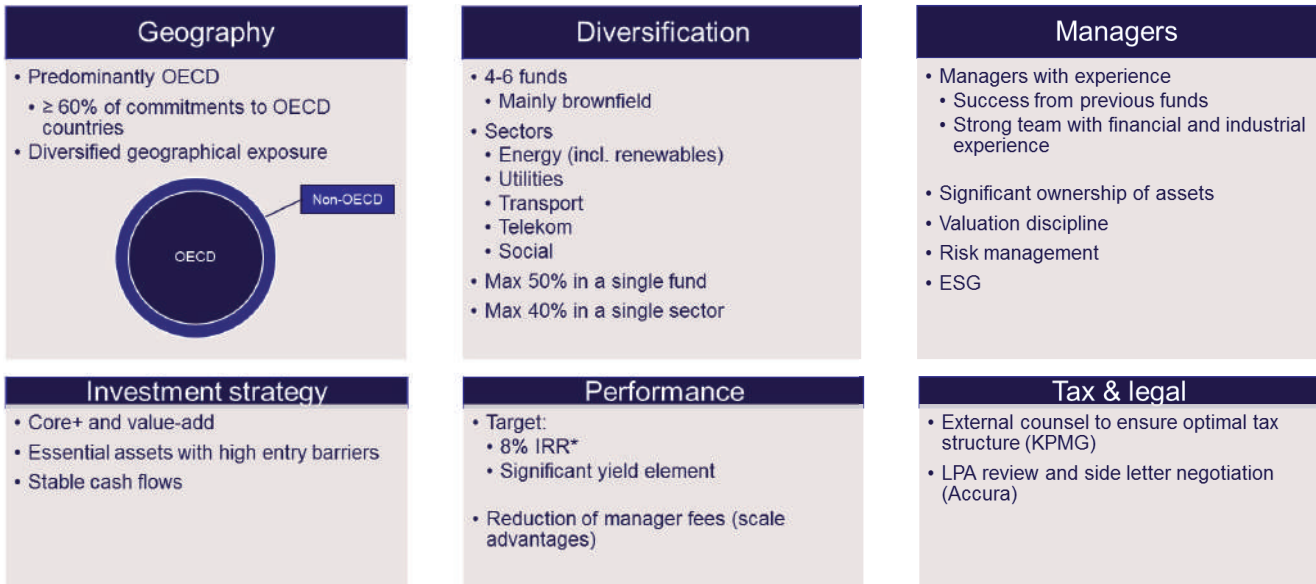 Geography
• Predominantly OECD
• ≥ 60% of commitments to OECD
countries
• Diversified geographical exposure
Non-OECD
OECD
Diversification
• 4-6 funds
• Mainly brownfield
• Sectors
• Energy (incl. renewables)
• Utilities
• Transport
• Telekom
• Social
• Max 50% in a single fund
• Max 40% in a single sector
Managers
• Managers with experience
• Success from previous funds
• Strong team with financial and industrial
experience
• Significant ownership of assets
• Valuation discipline
• Risk management
• ESG
Investment strategy
• Core+ and value-add
• Essential assets with high entry barriers
• Stable cash flows
Performance
• Target:
• 8% IRR*
• Significant yield element
• Reduction of manager fees (scale
advantages)
Tax & legal
• External counsel to ensure optimal tax
structure (KPMG)
• LPA review and side letter negotiation
(Accura)